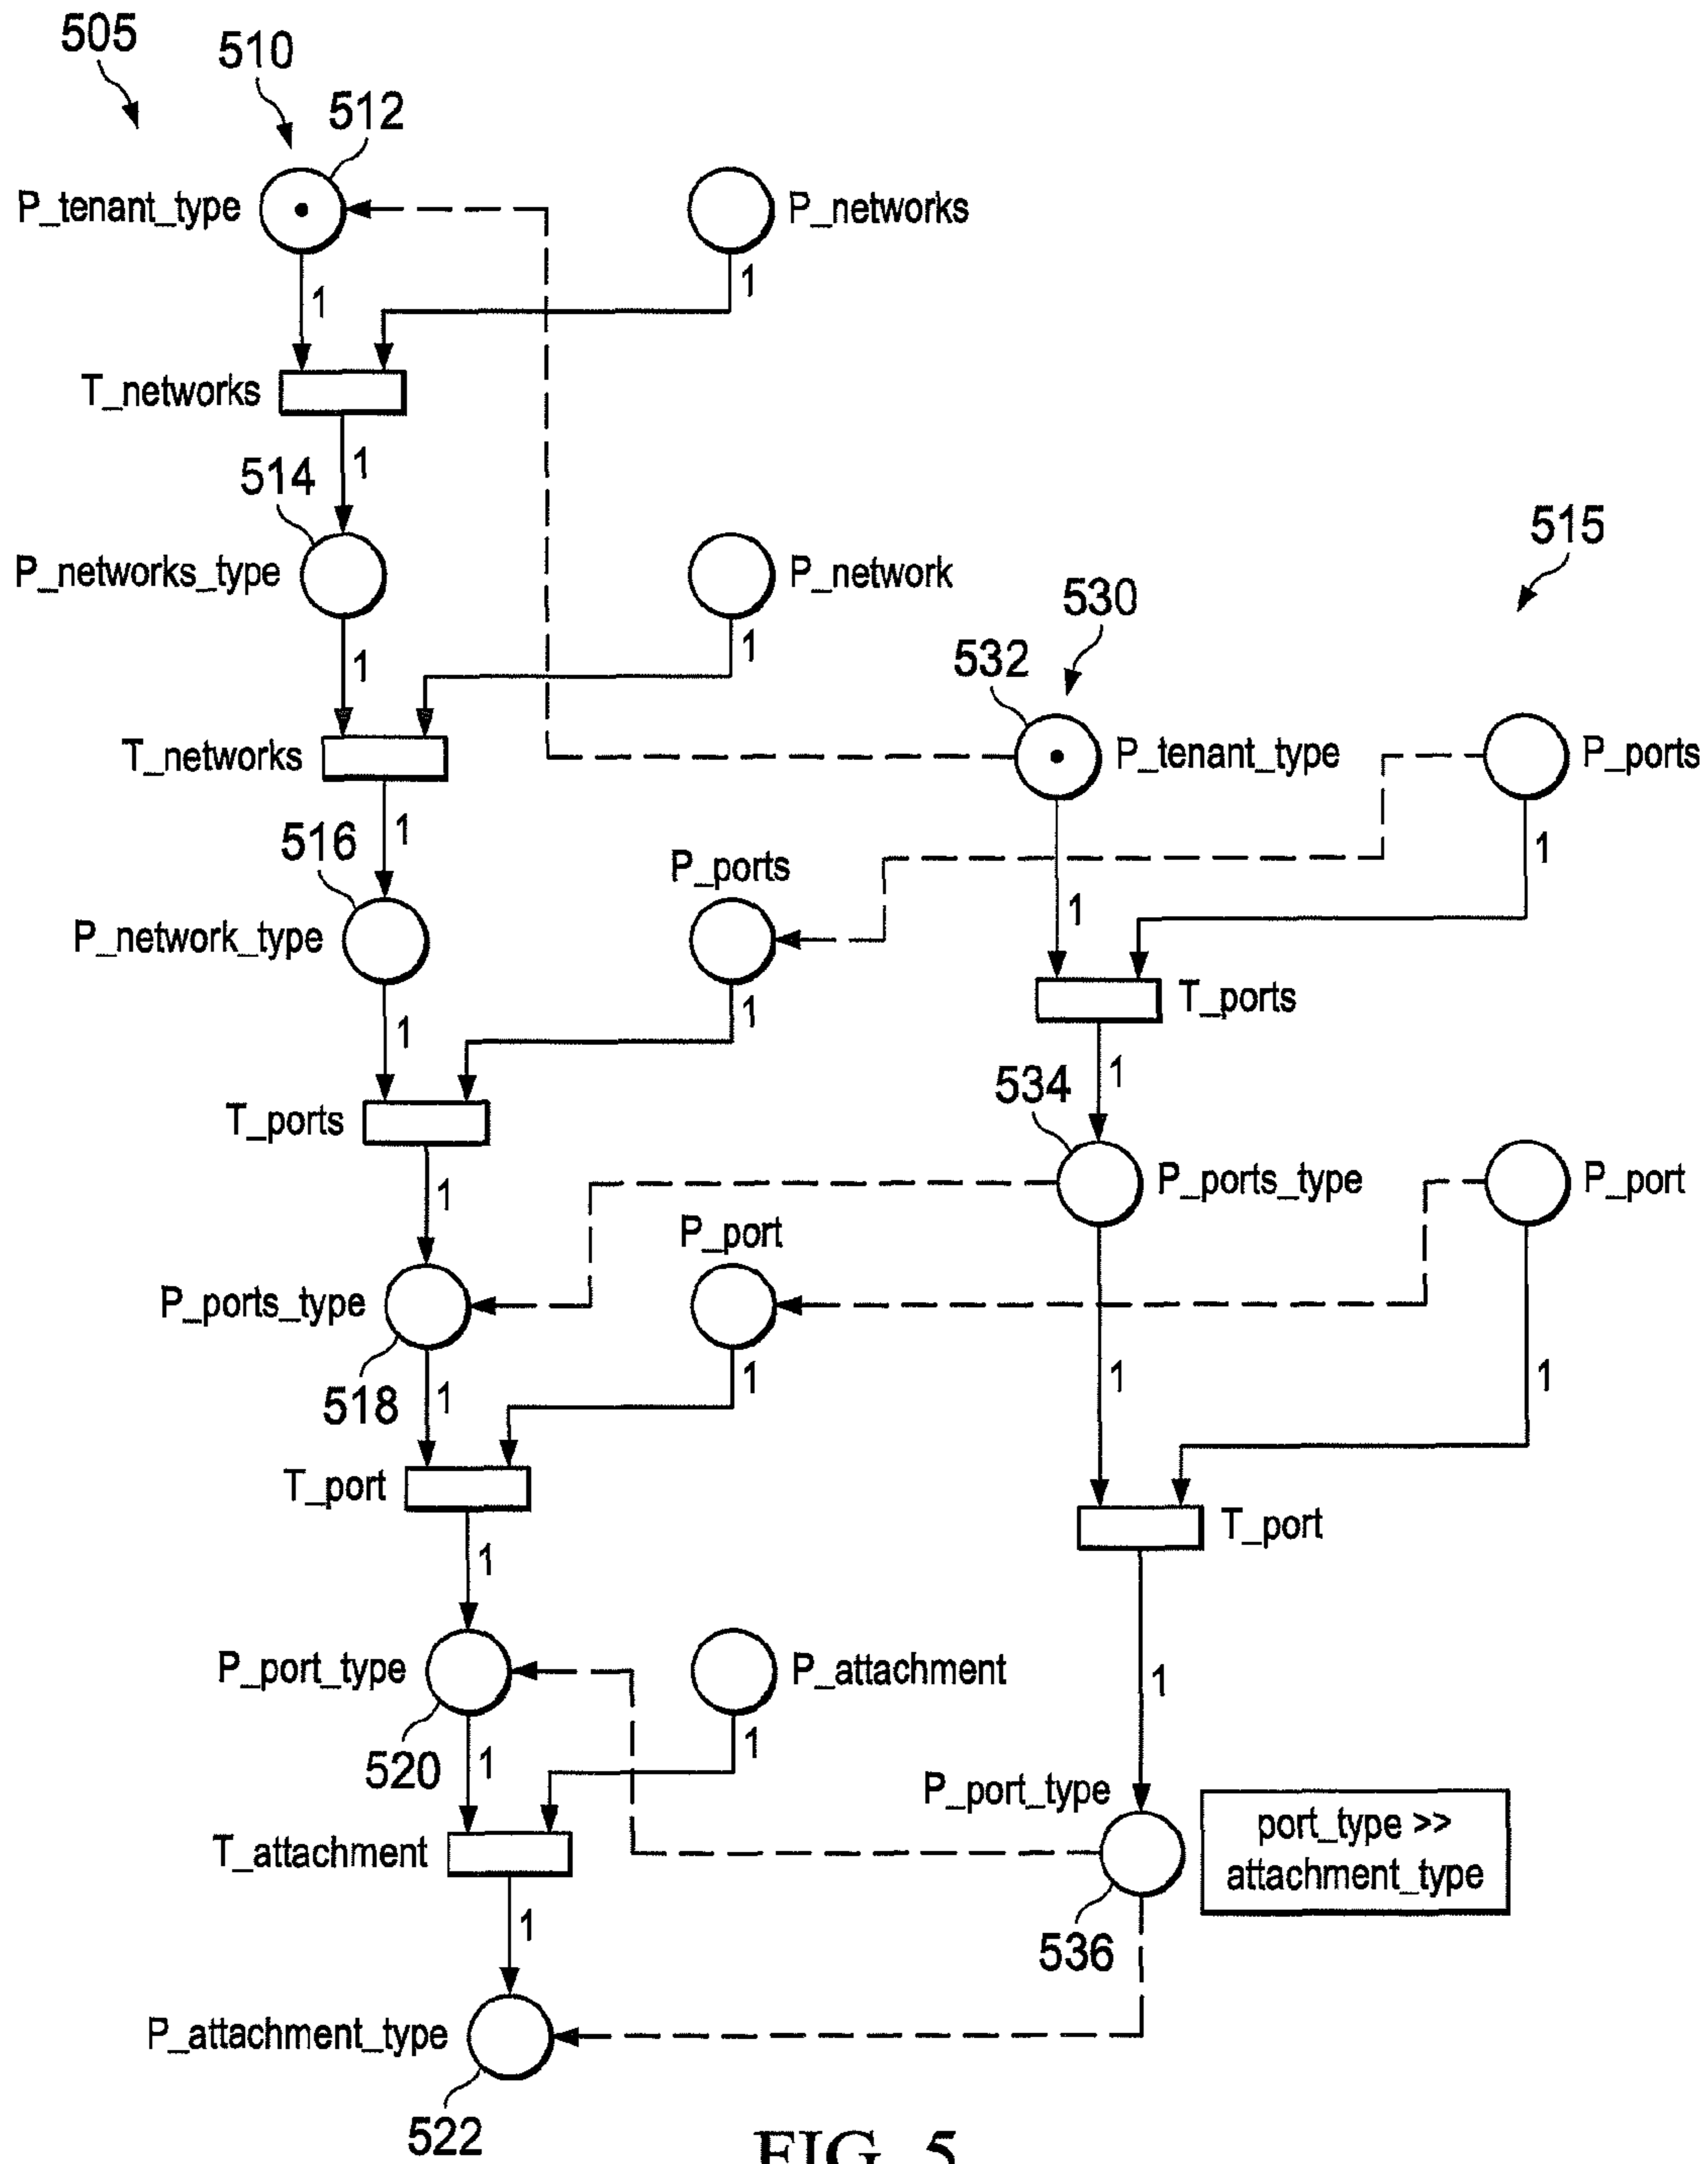 505
510
512
P_tenant_type
P_networks
1
1
T_networks
1
514
515
P_networks_type
P_network
530
1
1
532
T_networks
P_tenant_type
P_ports
1
516
P_ports
1
P_network_type
1
1
1
T_ports
534
1
T_ports
1
P_ports_type
P_port
P_port
P_ports_type
518
1
1
1
1
T_port
T_port
1
P_port_type
P_attachment
1
520
1
1
P_port_type
port_type >>
attachment_type
T_attachment
1
536
P_attachment_type
522
FIG. 5